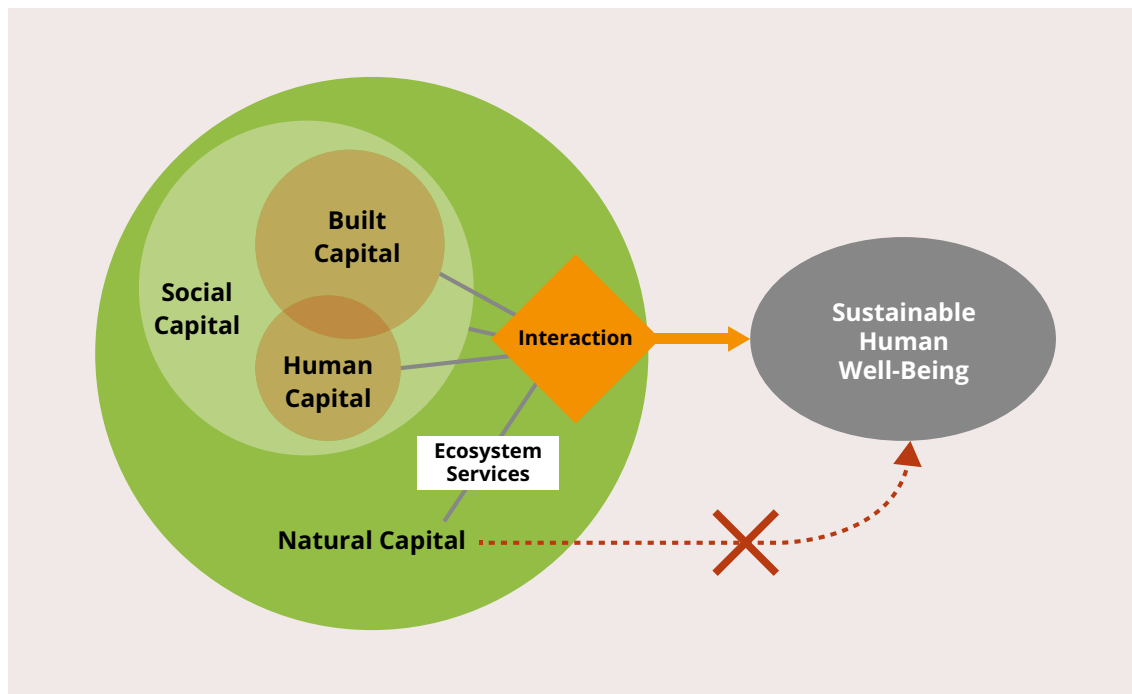 Built
Capital
Social
Capital
Human
Capital
Interaction
Sustainable
Human
Well-Being
Ecosystem
Services
Natural Capital